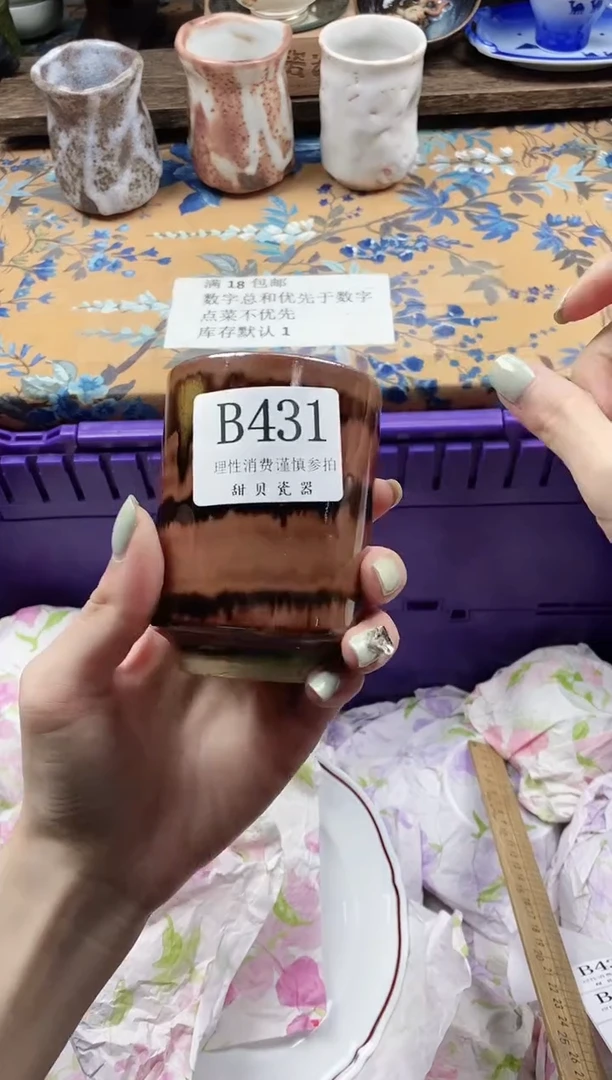 满 18 包邮
数字总和优先于数字
点菜不优先
库存默认 1
B431
理性消费谨慎参拍
甜贝瓷器